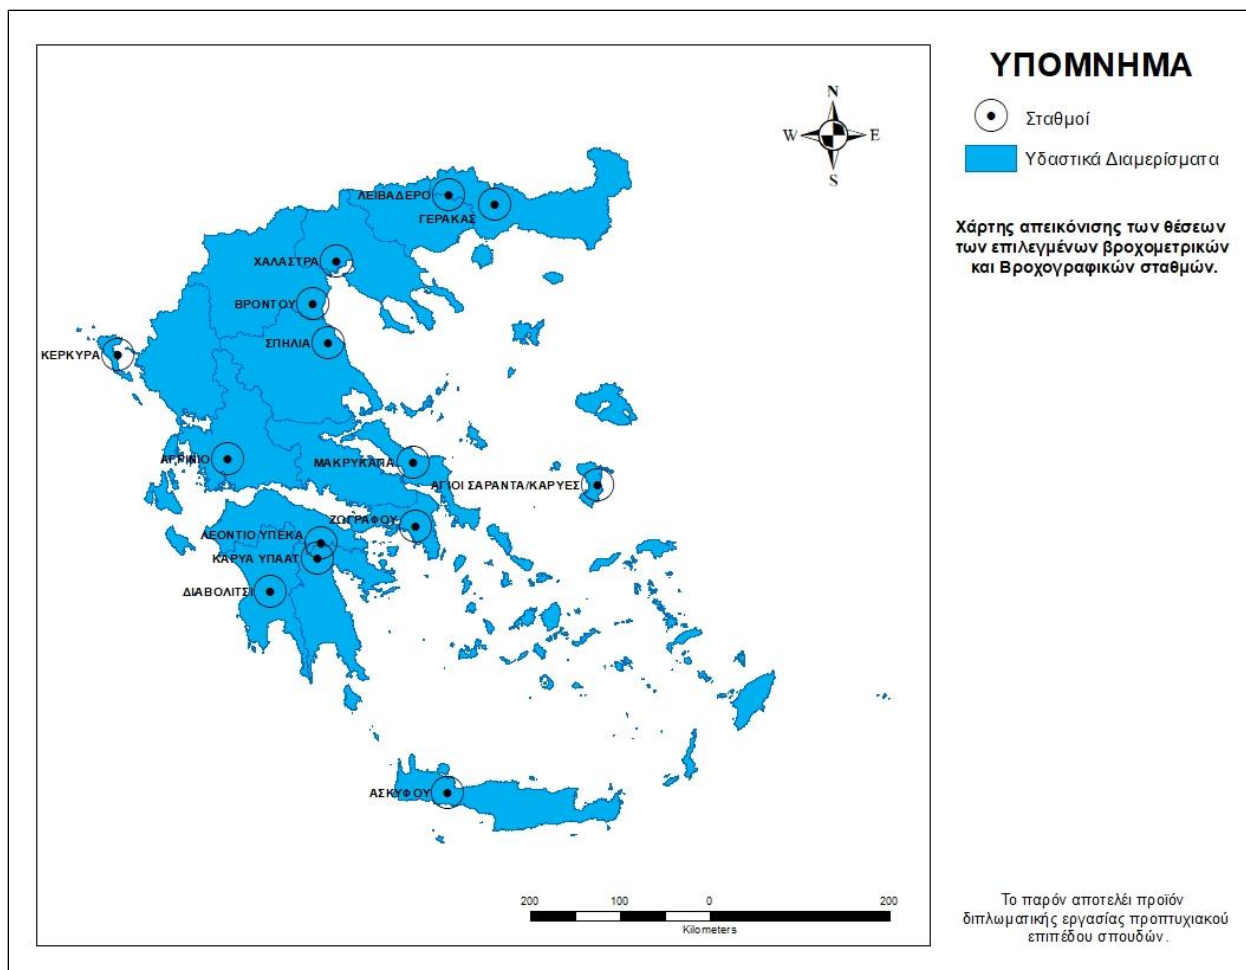 ΥΠΟΜΝΗΜΑ
Σταθμοί
Υδαστικά Διαμερίσματα
Χάρτης απεικόνισης των θέσεων
των επιλεγμένων βροχομετρικών
και Βροχογραφικών σταθμών.
N
W
E
S
ΛΕΙΒΑΔΕΡΟ
ΓΕΡΑΚΑΣ
ΧΑΛΑΣΤΡΑ
ΒΡΟΝΤΟΥ
ΣΠΗΛΙΑ
ΚΕΡΚΥΡΑ
ΑΓΡΙΝΙΟ
ΜΑΚΡΥΚΑΠΑ
ΑΓΙΟΙ ΣΑΡΑΝΤΑ/ΚΑΡΥΕΣ
ΖΩΓΡΑΦΟΥ
ΛΕΟΝΤΙΟ ΥΠΕΚΑ
ΚΑΡΥΑ ΥΠΑΑΤ
ΔΙΑΒΟΛΙΤΣΙ
ΑΣΚΥΦΟΥ
200 100 0 200
Kilometers
Το παρόν αποτελέι προϊόν
διπλωματικής εργασίας προπτυχιακού
επιπέδου σπουδών.